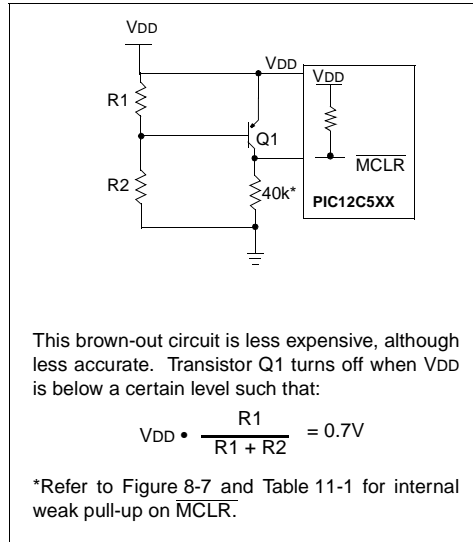 VDD
VDD
VDD
R1
Q1
MCLR
R2
40k*
PIC12C5XX
This brown-out circuit is less expensive, although
less accurate. Transistor Q1 turns off when VDD
is below a certain level such that:
VDD • R1 / R1 + R2 = 0.7V
*Refer to Figure 8-7 and Table 11-1 for internal
weak pull-up on MCLR.